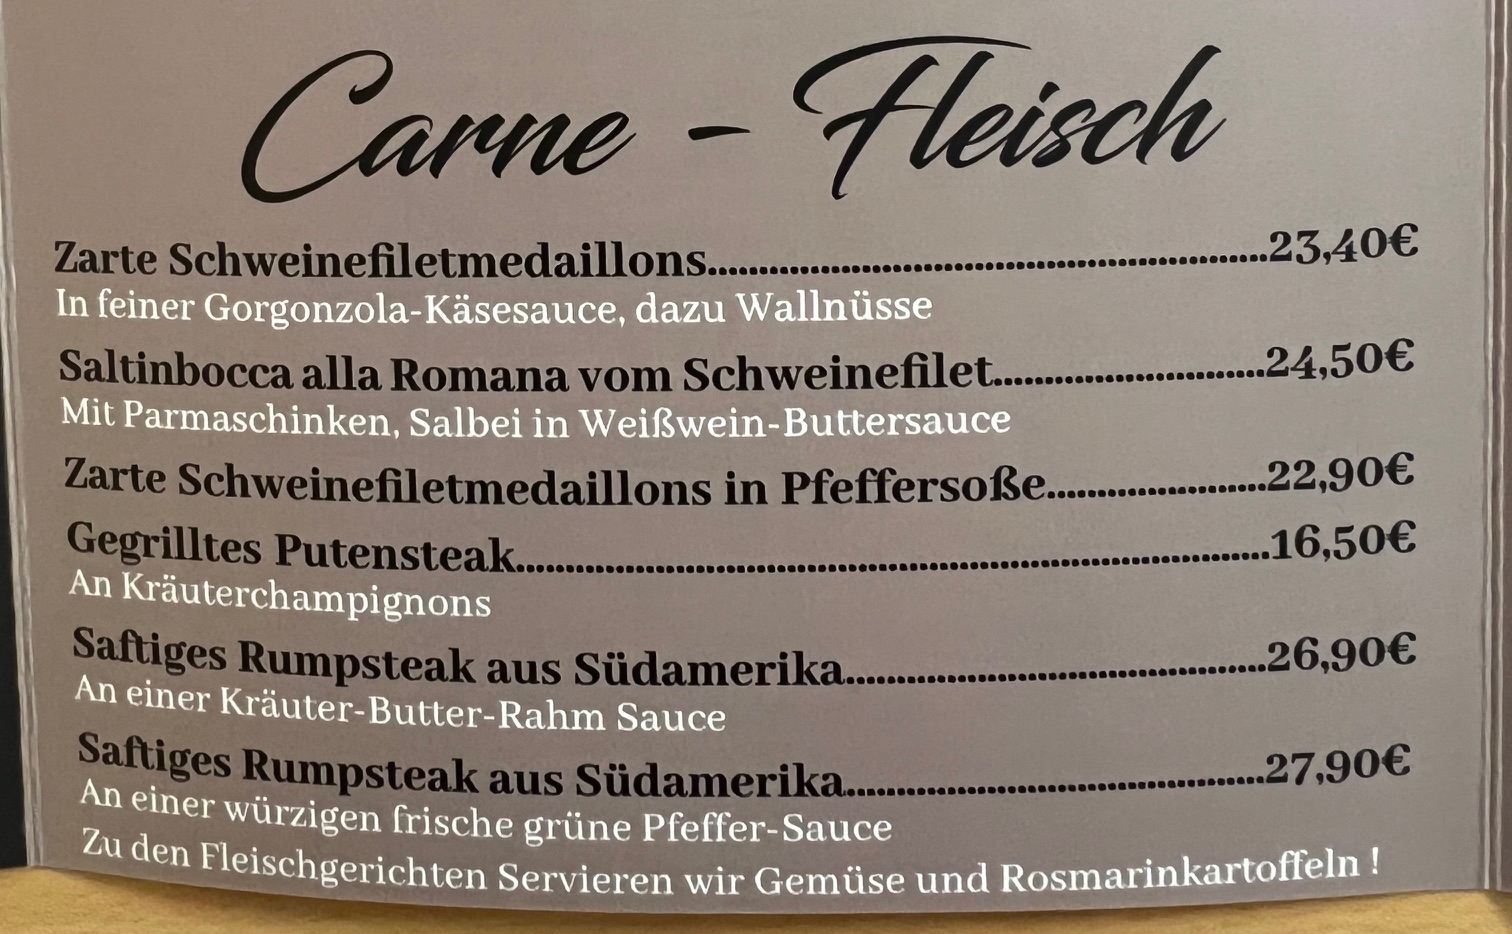 Carne - Fleisch
Zarte Schweinefiletmedaillons.......................................................23,40€
In feiner Gorgonzola-Käsesauce, dazu Wallnüsse
Saltinbocca alla Romana vom Schweinefilet...........................24,50€
Mit Parmaschinken, Salbei in Weißwein-Buttersauce
Zarte Schweinefiletmedaillons in Pfeffersoße......................22,90€
Gegrilltes Putensteak..........................................................................16,50€
An Kräuterchampignons
Saftiges Rumpsteak aus Südamerika..........................................26,90€
An einer Kräuter-Butter-Rahm Sauce
Saftiges Rumpsteak aus Südamerika..........................................27,90€
An einer würzigen frische grüne Pfeffer-Sauce
Zu den Fleischgerichten Servieren wir Gemüse und Rosmarinkartoffeln !